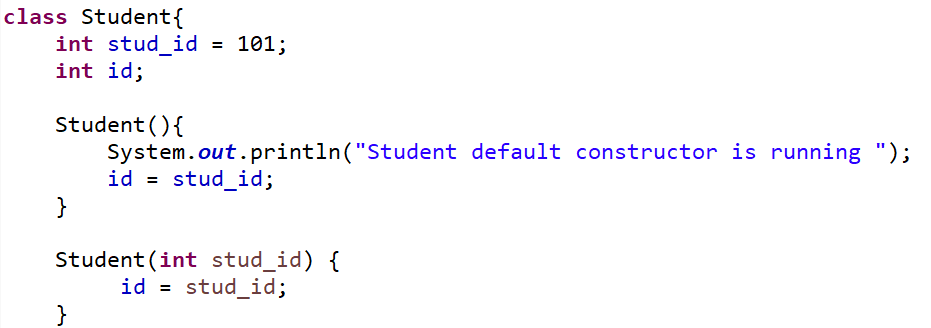 class Student{
int stud_id = 101;
int id;
Student(){
System.out.println("Student default constructor is running ");
id = stud_id;
}
Student(int stud_id) {
id = stud_id;
}